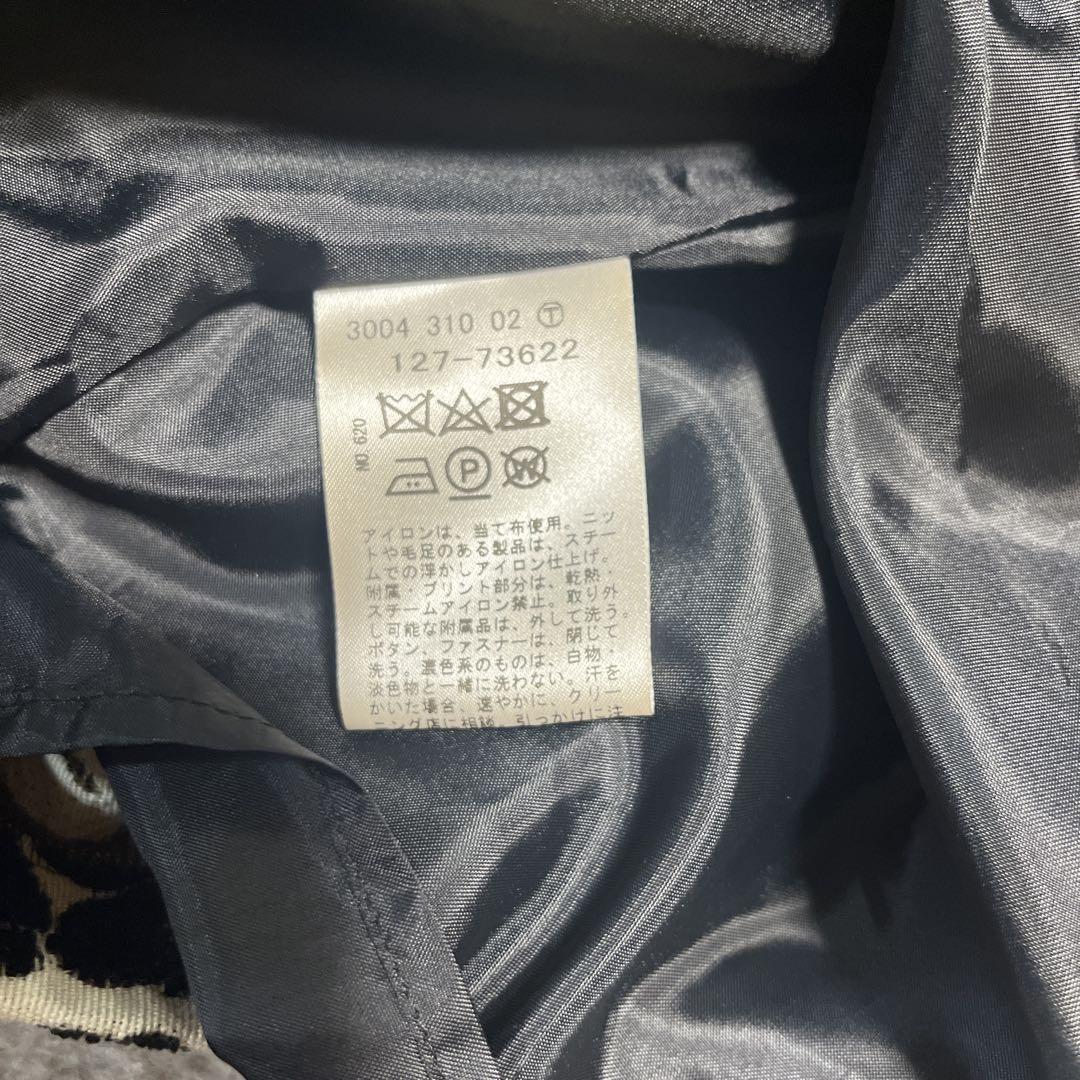 3004 310 02 Ⓣ
127-73622
NO 620
P
W
アイロンは、当て布使用。ニッ
トや毛足のある製品は、スチー
ムでの浮かしアイロン仕上げ。
附属・プリント部分は、乾熱・
スチームアイロン禁止。取り外
し可能な附属品は、外して洗う。
ボタン、ファスナーは、閉じて
洗う。濃色系のものは、白物・
淡色物と一緒に洗わない。汗を
かいた場合、速やかに、クリー
ニング店に相談。引っかけに注